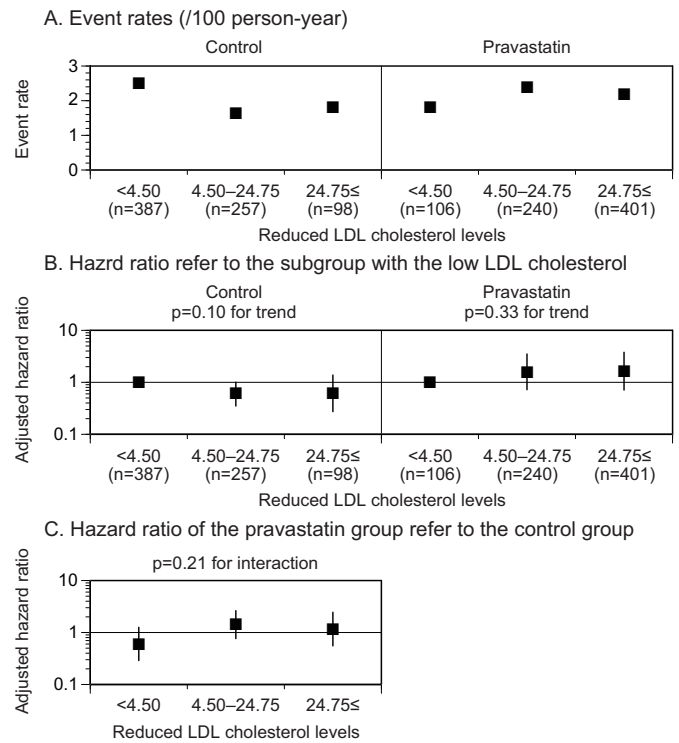 A. Event rates (/100 person-year)
Control
Pravastatin
Event rate
3
2
1
0
<4.50 4.50–24.75 24.75≤ <4.50 4.50–24.75 24.75≤
(n=387) (n=257) (n=98) (n=106) (n=240) (n=401)
Reduced LDL cholesterol levels
B. Hazrd ratio refer to the subgroup with the low LDL cholesterol
Control
p=0.10 for trend
Pravastatin
p=0.33 for trend
Adjusted hazard ratio
10
1
0.1
<4.50 4.50–24.75 24.75≤ <4.50 4.50–24.75 24.75≤
(n=387) (n=257) (n=98) (n=106) (n=240) (n=401)
Reduced LDL cholesterol levels
C. Hazard ratio of the pravastatin group refer to the control group
p=0.21 for interaction
Adjusted hazard ratio
10
1
0.1
<4.50 4.50–24.75 24.75≤
Reduced LDL cholesterol levels